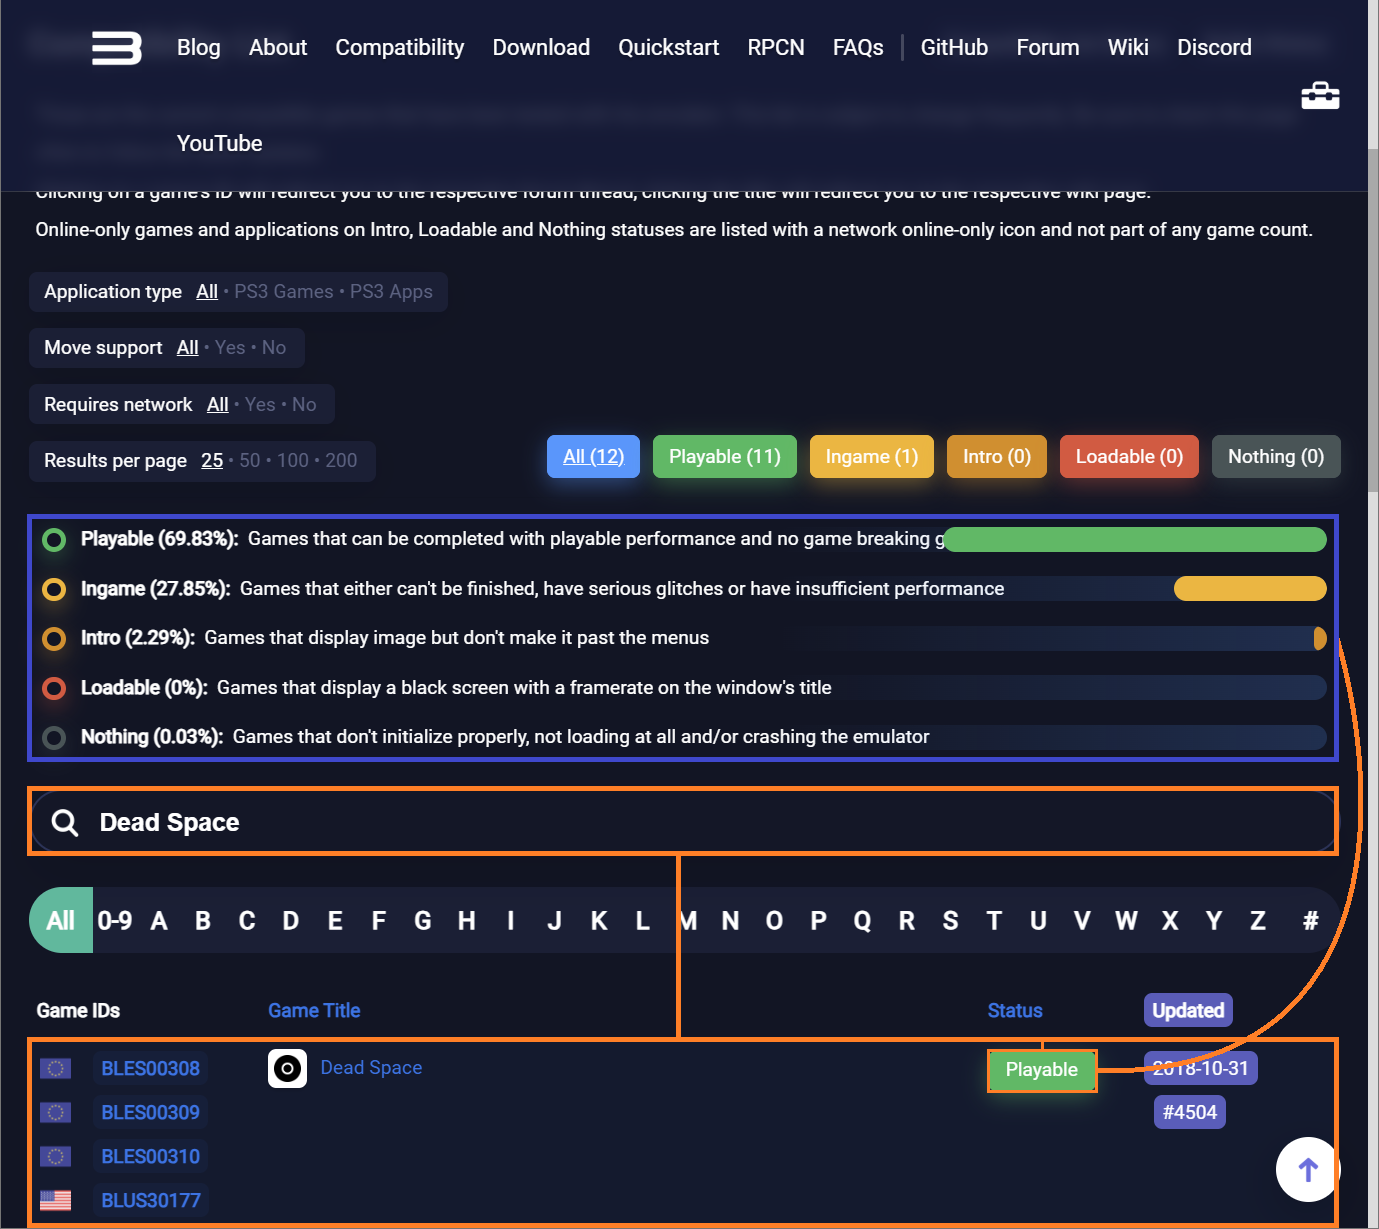 Blog About Compatibility Download Quickstart RPCN FAQs | GitHub Forum Wiki Discord
YouTube
Clicking on a game's ID will redirect you to the respective forum thread, clicking the title will redirect you to the respective wiki page.
Online-only games and applications on Intro, Loadable and Nothing statuses are listed with a network online-only icon and not part of any game count.
Application type All • PS3 Games • PS3 Apps
Move support All • Yes • No
Requires network All • Yes • No
Results per page 25 • 50 • 100 • 200
All (12) Playable (11) Ingame (1) Intro (0) Loadable (0) Nothing (0)
Playable (69.83%): Games that can be completed with playable performance and no game breaking g
Ingame (27.85%): Games that either can't be finished, have serious glitches or have insufficient performance
Intro (2.29%): Games that display image but don't make it past the menus
Loadable (0%): Games that display a black screen with a framerate on the window's title
Nothing (0.03%): Games that don't initialize properly, not loading at all and/or crashing the emulator
Dead Space
All 0-9 A B C D E F G H I J K L M N O P Q R S T U V W X Y Z #
Game IDs Game Title Status Updated
BLES00308 Dead Space Playable 2018-10-31
BLES00309 #4504
BLES00310
BLUS30177